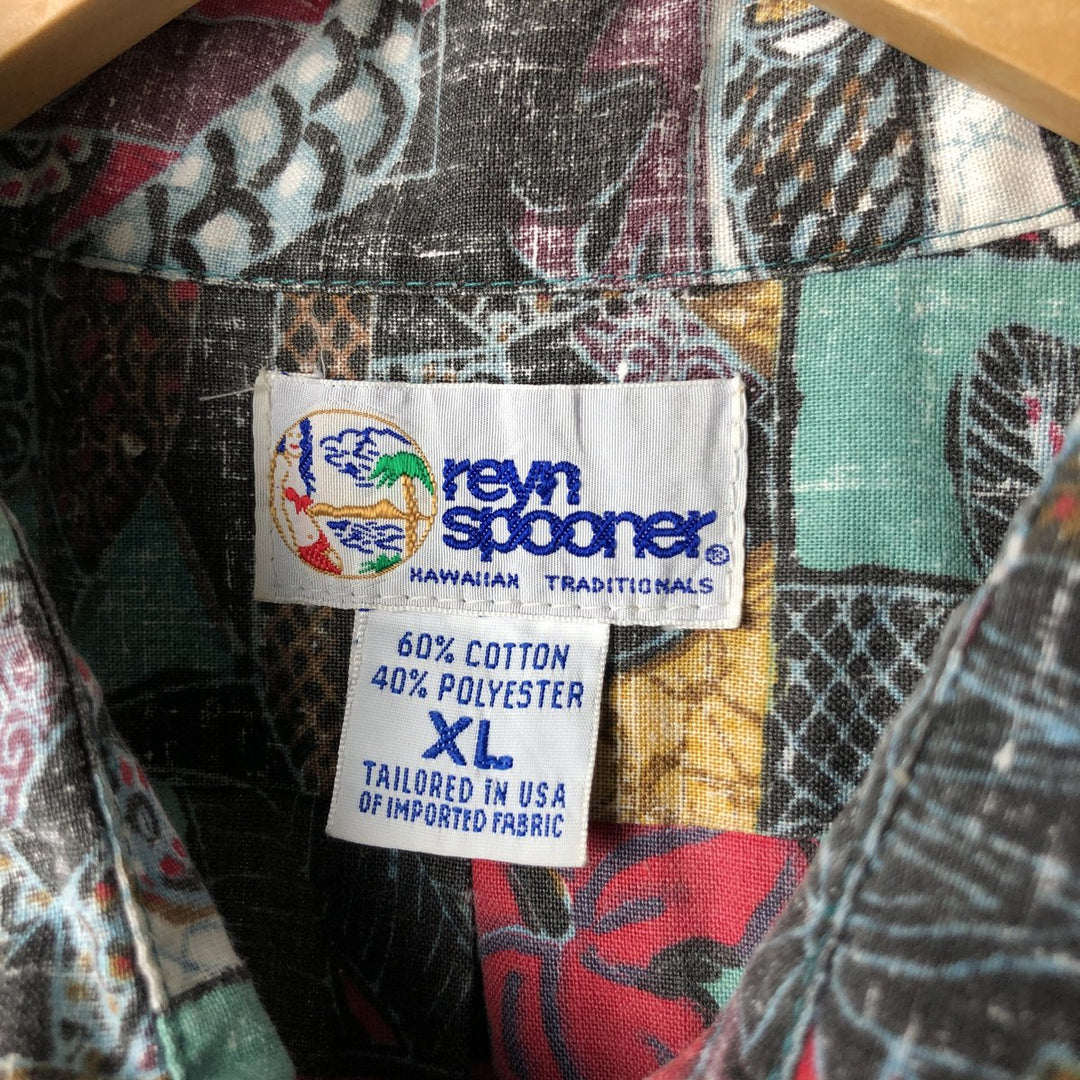 reyn
spooner®
HAWAIIAN TRADITIONALS
60% COTTON
40% POLYESTER
XL
TAILORED IN USA
OF IMPORTED FABRIC